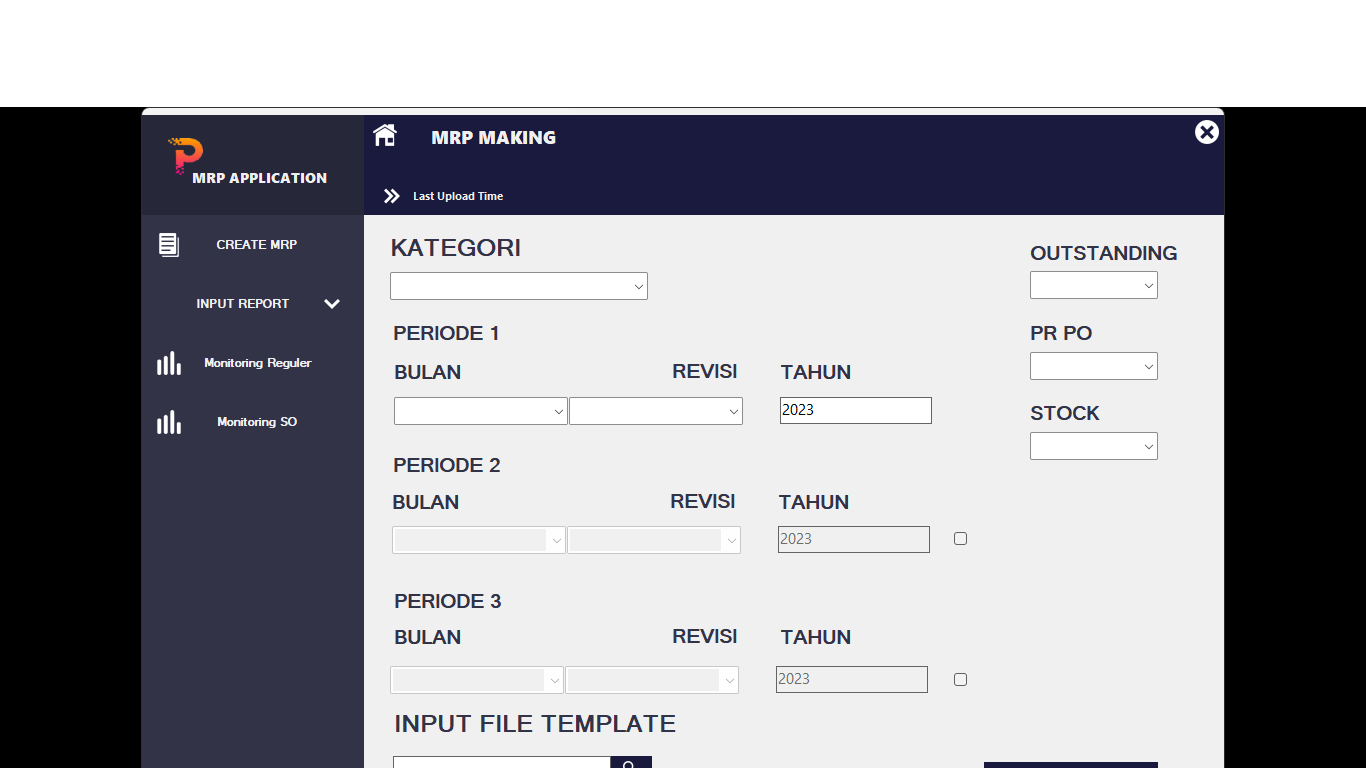 MRP APPLICATION
MRP MAKING
Last Upload Time
CREATE MRP
INPUT REPORT
Monitoring Reguler
Monitoring SO
KATEGORI
OUTSTANDING
PERIODE 1
PR PO
BULAN REVISI TAHUN
2023
STOCK
PERIODE 2
BULAN REVISI TAHUN
2023
PERIODE 3
BULAN REVISI TAHUN
2023
INPUT FILE TEMPLATE